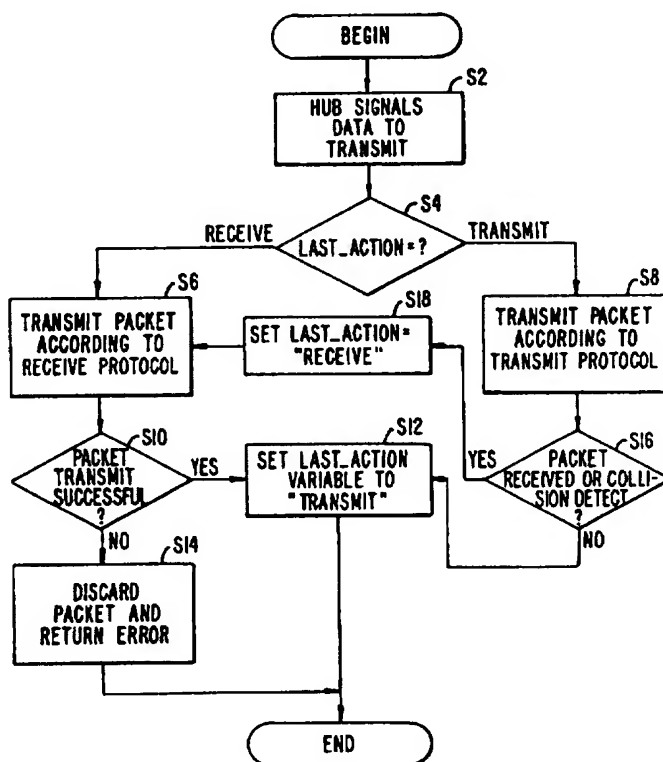 BEGIN
S2
HUB SIGNALS
DATA TO
TRANSMIT
S4
RECEIVE
LAST_ACTION=?
TRANSMIT
S6
TRANSMIT PACKET
ACCORDING TO
RECEIVE PROTOCOL
S18
SET LAST_ACTION=
"RECEIVE"
S8
TRANSMIT PACKET
ACCORDING TO
TRANSMIT PROTOCOL
S10
PACKET
TRANSMIT
SUCCESSFUL
?
YES
NO
S12
SET LAST_ACTION
VARIABLE TO
"TRANSMIT"
S16
YES
PACKET
RECEIVED OR COLLI-
SION DETECT
?
NO
S14
DISCARD
PACKET AND
RETURN ERROR
END